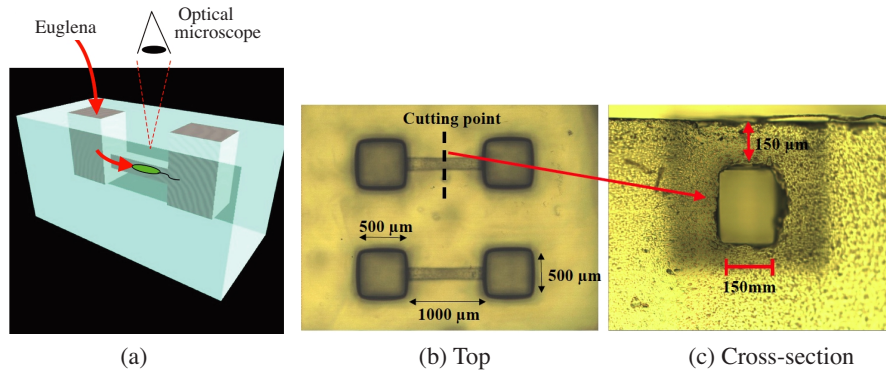 Euglena
Optical
microscope
(a)
Cutting point
500 µm
500 µm
1000 µm
(b) Top
150 µm
150mm
(c) Cross-section